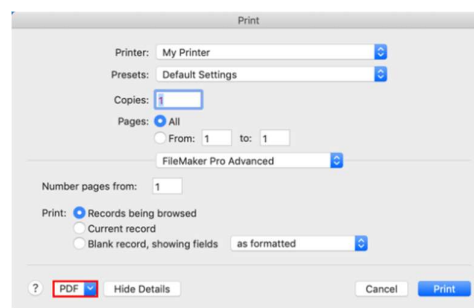 Print
Printer: My Printer
Presets: Default Settings
Copies: 1
Pages: All
From: 1 to: 1
FileMaker Pro Advanced
Number pages from: 1
Print: Records being browsed
Current record
Blank record, showing fields as formatted
? PDF Hide Details Cancel Print